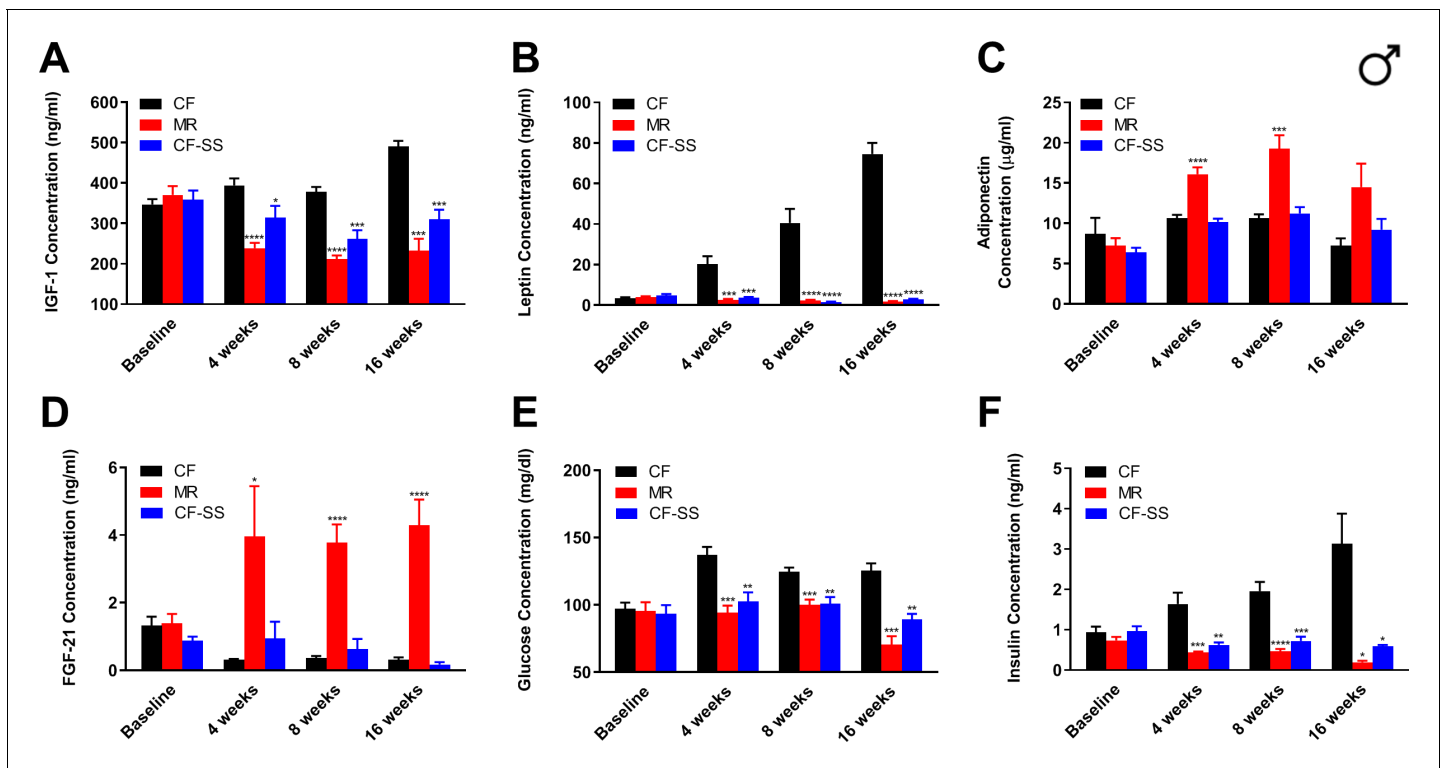 A
IGF-1 Concentration (ng/ml)
600
500
400
300
200
100
CF
MR
CF-SS
****
*
****
***
***
***
Baseline
4 weeks
8 weeks
16 weeks
B
Leptin Concentration (ng/ml)
100
80
60
40
20
0
CF
MR
CF-SS
***
***
****
****
****
****
Baseline
4 weeks
8 weeks
16 weeks
C
♂
Adiponectin
Concentration (μg/ml)
25
20
15
10
5
0
CF
MR
CF-SS
****
***
Baseline
4 weeks
8 weeks
16 weeks
D
FGF-21 Concentration (ng/ml)
6
4
2
0
CF
MR
CF-SS
*
****
****
Baseline
4 weeks
8 weeks
16 weeks
E
Glucose Concentration (mg/dl)
200
150
100
50
CF
MR
CF-SS
***
**
***
**
***
**
Baseline
4 weeks
8 weeks
16 weeks
F
Insulin Concentration (ng/ml)
5
4
3
2
1
0
CF
MR
CF-SS
***
**
****
***
*
*
Baseline
4 weeks
8 weeks
16 weeks